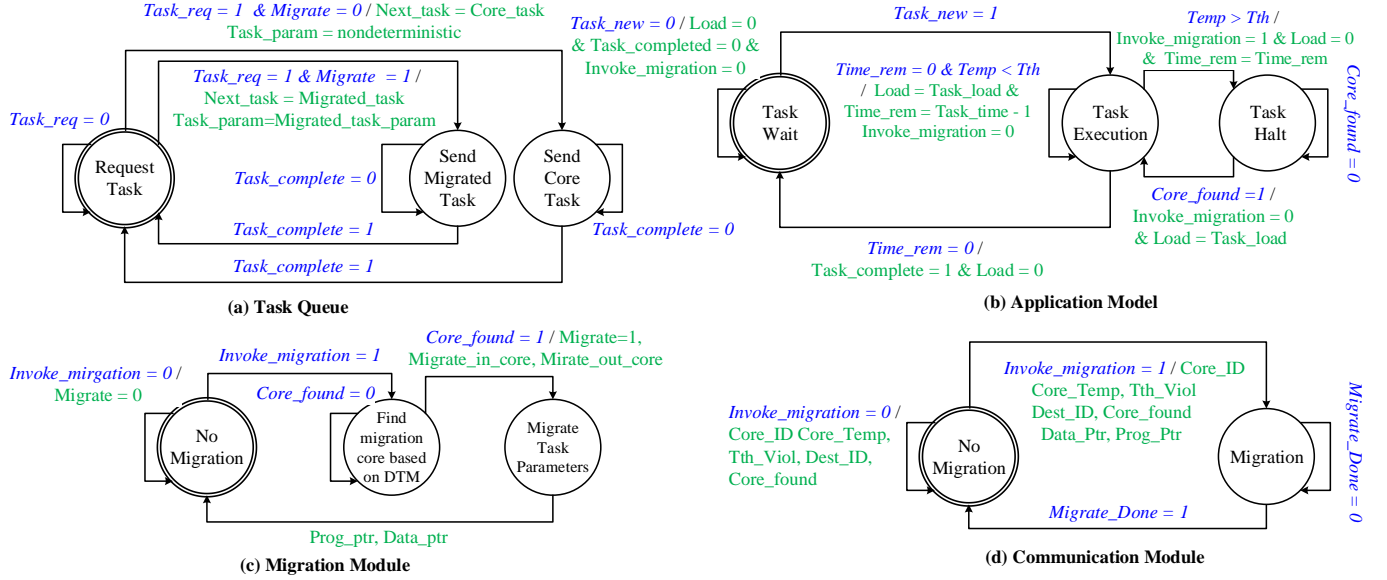 Task_req = 1 & Migrate = 0 / Next_task = Core_task
Task_param = nondeterministic
Task_req = 1 & Migrate = 1 /
Next_task = Migrated_task
Task_param=Migrated_task_param
Task_req = 0
Request
Task
Send
Migrated
Task
Send
Core
Task
Task_complete = 0
Task_complete = 1
Task_complete = 0
Task_complete = 1
(a) Task Queue
Task_new = 0 / Load = 0
& Task_completed = 0 &
Invoke_migration = 0
Task_new = 1
Temp > Tth /
Invoke_migration = 1 & Load = 0
& Time_rem = Time_rem
Time_rem = 0 & Temp < Tth
/ Load = Task_load &
Time_rem = Task_time - 1
Invoke_migration = 0
Task
Wait
Task
Execution
Task
Halt
Core_found = 0
Core_found =1 /
Invoke_migration = 0
& Load = Task_load
Time_rem = 0 /
Task_complete = 1 & Load = 0
(b) Application Model
Invoke_mirgation = 0 /
Migrate = 0
Invoke_migration = 1
Core_found = 0
Core_found = 1 / Migrate=1,
Migrate_in_core, Mirate_out_core
No
Migration
Find
migration
core based
on DTM
Migrate
Task
Parameters
Prog_ptr, Data_ptr
(c) Migration Module
Invoke_migration = 0 /
Core_ID Core_Temp,
Tth_Viol, Dest_ID,
Core_found
Invoke_migration = 1 / Core_ID
Core_Temp, Tth_Viol
Dest_ID, Core_found
Data_Ptr, Prog_Ptr
No
Migration
Migration
Migrate_Done = 0
Migrate_Done = 1
(d) Communication Module